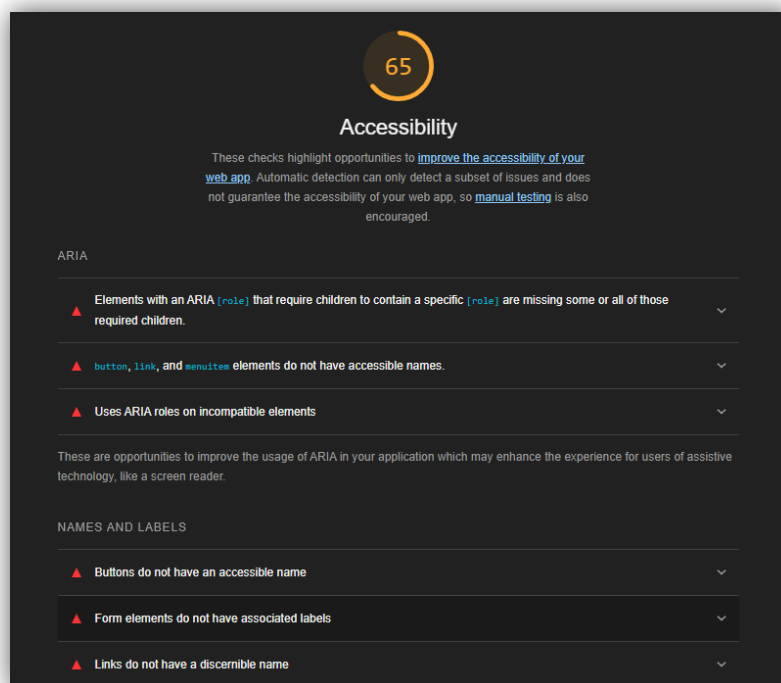 65
Accessibility
These checks highlight opportunities to improve the accessibility of your
web app. Automatic detection can only detect a subset of issues and does
not guarantee the accessibility of your web app, so manual testing is also
encouraged.
ARIA
Elements with an ARIA [role] that require children to contain a specific [role] are missing some or all of those
required children.
button, link, and menuitem elements do not have accessible names.
Uses ARIA roles on incompatible elements
These are opportunities to improve the usage of ARIA in your application which may enhance the experience for users of assistive
technology, like a screen reader.
NAMES AND LABELS
Buttons do not have an accessible name
Form elements do not have associated labels
Links do not have a discernible name